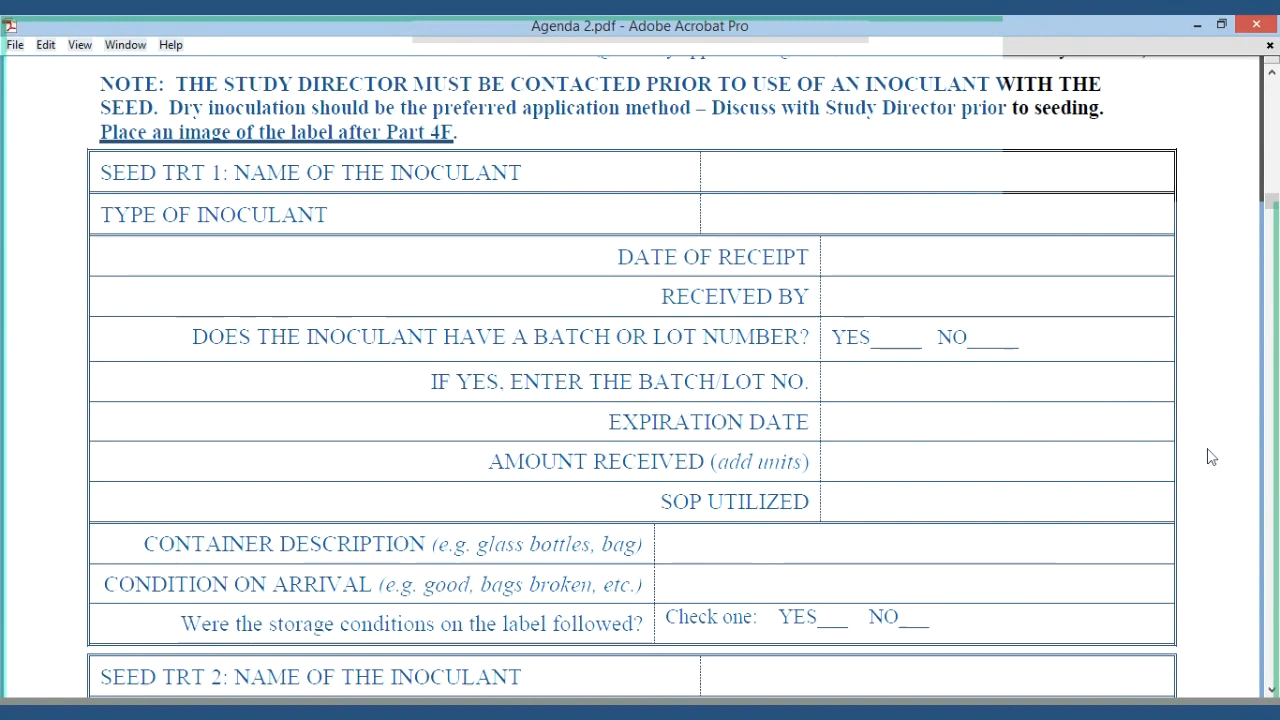 Agenda 2.pdf - Adobe Acrobat Pro
File Edit View Window Help
NOTE: THE STUDY DIRECTOR MUST BE CONTACTED PRIOR TO USE OF AN INOCULANT WITH THE
SEED. Dry inoculation should be the preferred application method – Discuss with Study Director prior to seeding.
Place an image of the label after Part 4F.
SEED TRT 1: NAME OF THE INOCULANT
TYPE OF INOCULANT
DATE OF RECEIPT
RECEIVED BY
DOES THE INOCULANT HAVE A BATCH OR LOT NUMBER? YES_____ NO_____
IF YES, ENTER THE BATCH/LOT NO.
EXPIRATION DATE
AMOUNT RECEIVED (add units)
SOP UTILIZED
CONTAINER DESCRIPTION (e.g. glass bottles, bag)
CONDITION ON ARRIVAL (e.g. good, bags broken, etc.)
Were the storage conditions on the label followed? Check one: YES___ NO___
SEED TRT 2: NAME OF THE INOCULANT